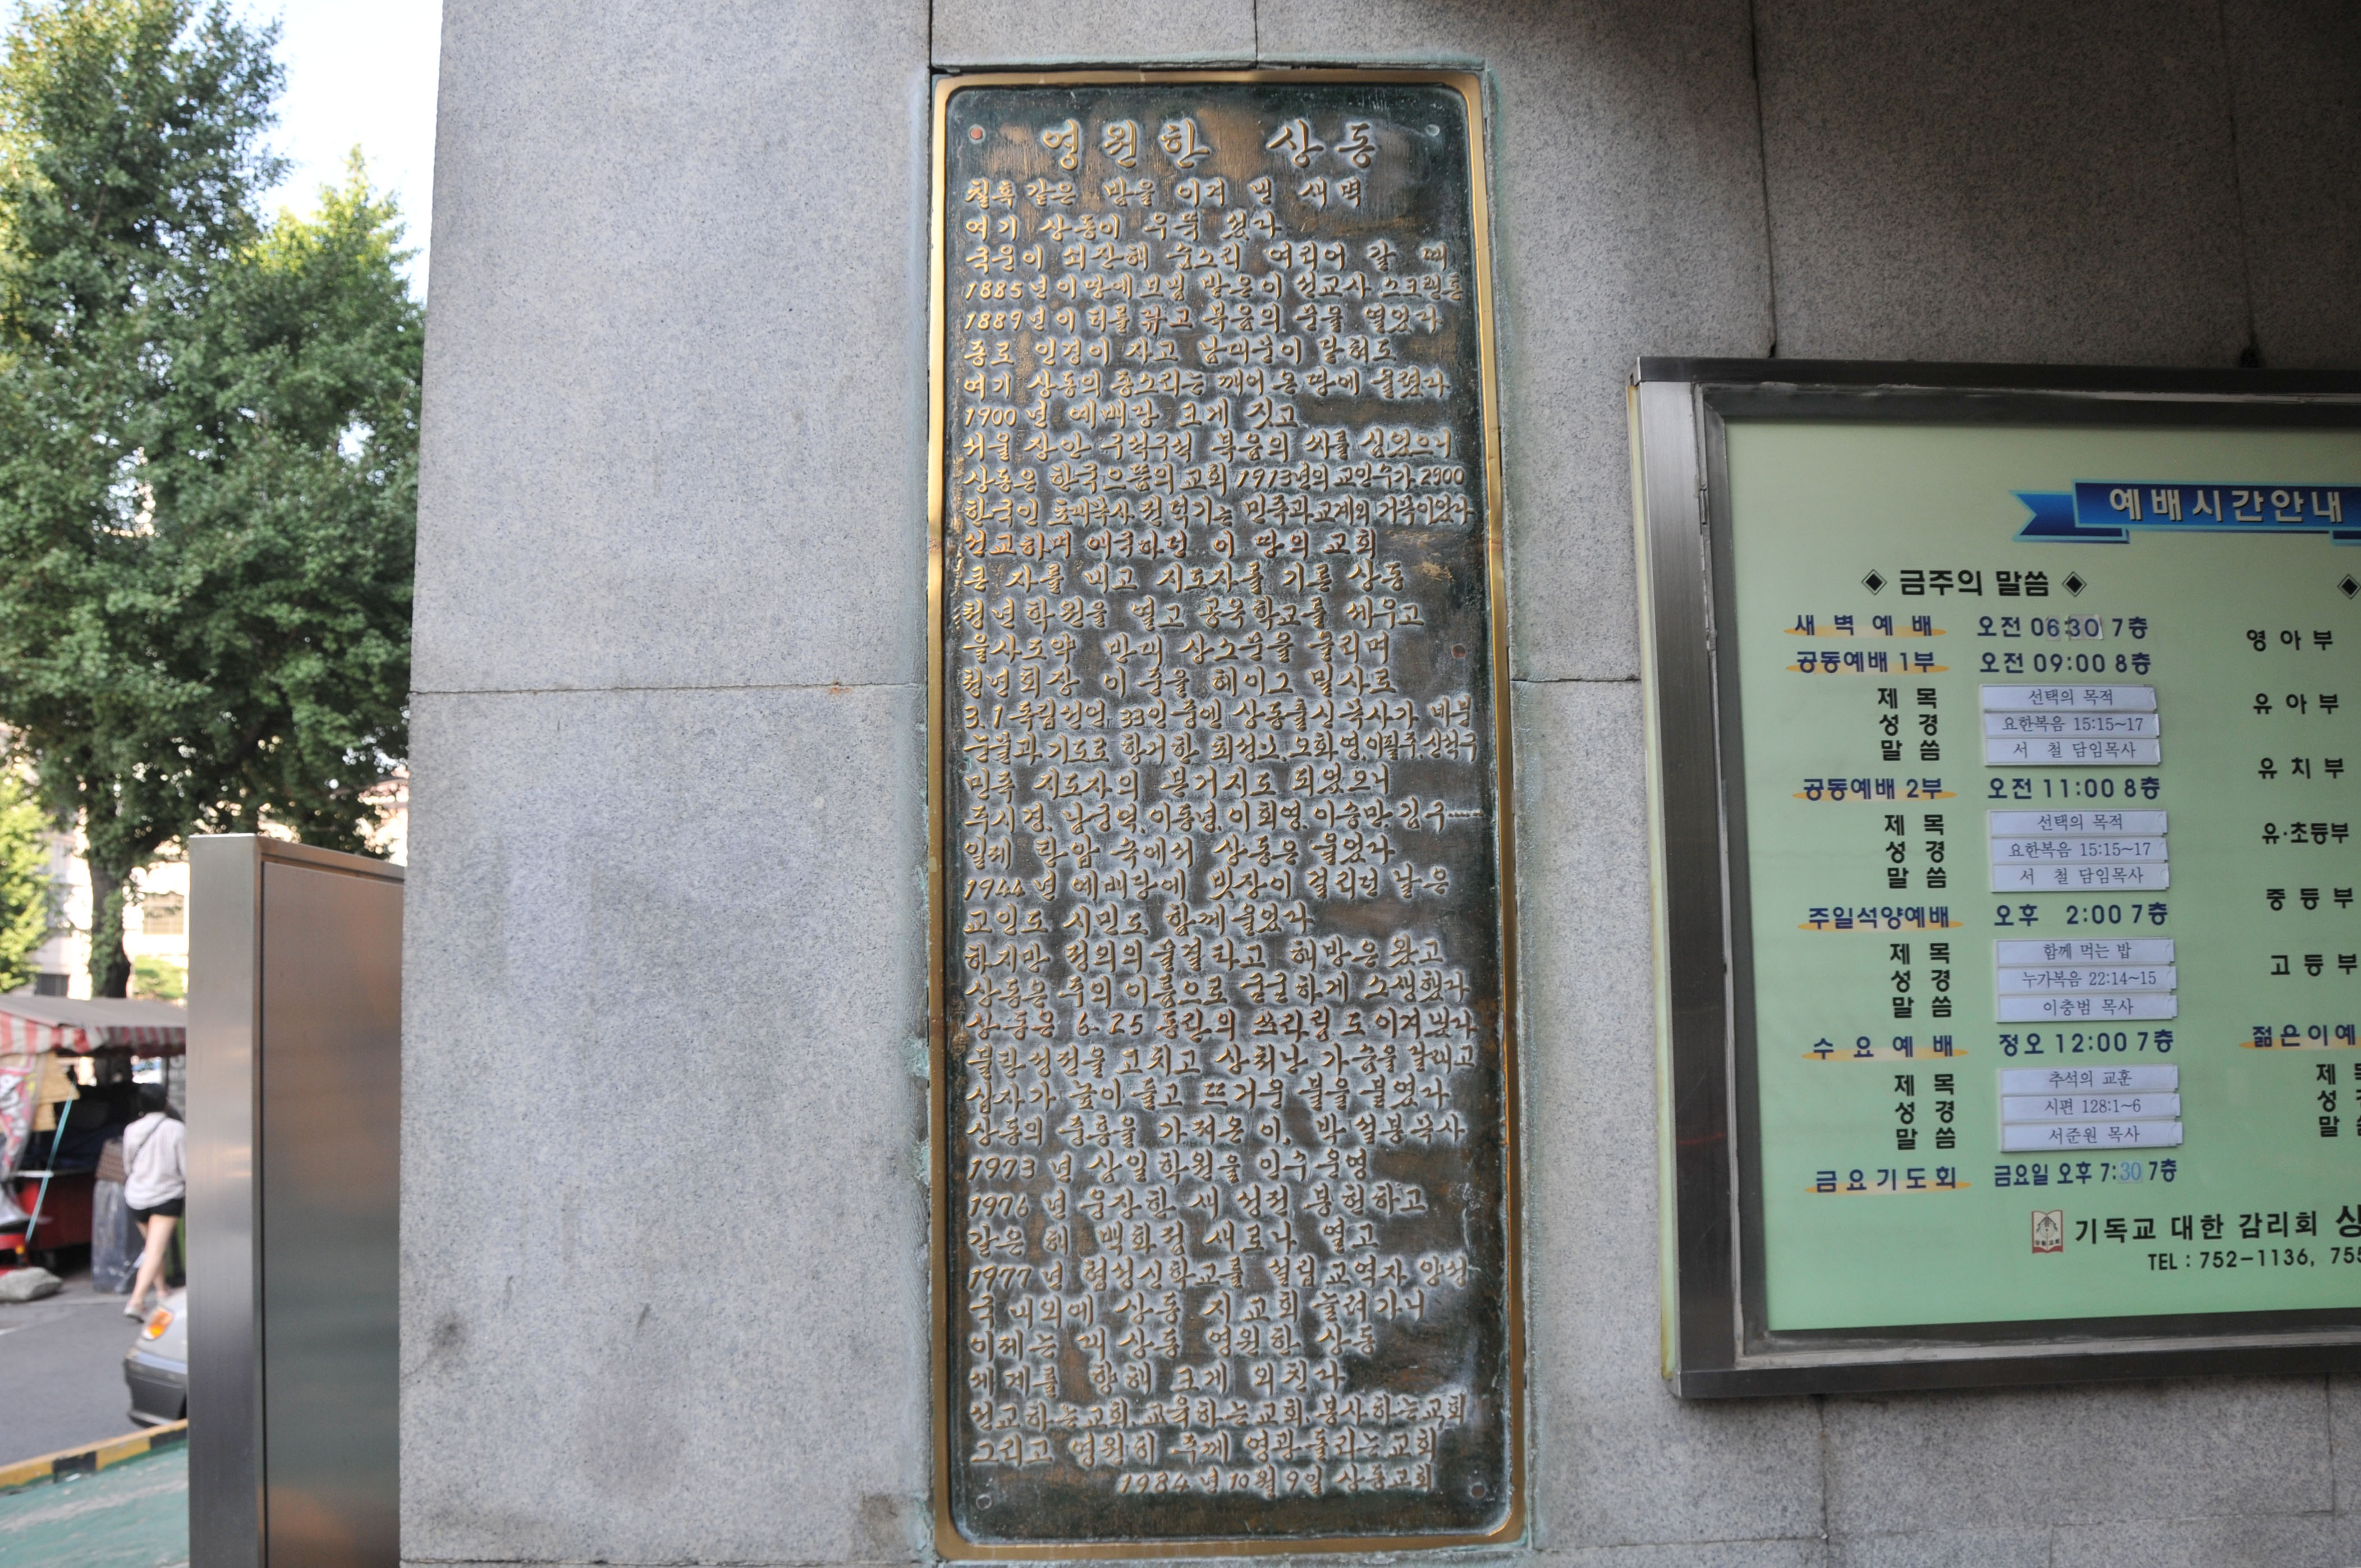 영원한 상동
칠흑 같은 밤을 이겨 낸 새벽
여기 상동이 우뚝 섰다
국운이 쇠잔해 숨소리 여리어 갈 때
1885년 이 땅에 보냄 받은 이 선교사 스크랜톤
1889년 이 터를 닦고 복음의 문을 열었다
종로 인경이 자고 남대문이 닫혀도
여기 상동의 종소리는 깨어 온 땅에 울렸다
1900년 예배당 크게 짓고
서울 장안 구석구석 복음의 씨를 심었으니
상동은 한국으뜸의 교회 1913년의 교인수가 2900
한국인 초대목사 전덕기는 민족과 교계의 거목이었다
선교하며 애국하던 이 땅의 교회
큰 자를 내고 지도자를 기른 상동
청년학원을 열고 공옥학교를 세우고
을사조약 반대 상소문을 올리며
청년회장 이준을 헤이그 밀사로
3.1 독립선언 33인 중엔 상동출신 목사가 네분
눈물과 기도로 항거한 최성모, 오화영, 이필주, 신석구
민족 지도자의 본거지도 되었으니
주시경, 남궁억, 이동녕, 이회영, 이승만, 김구……
일제 탄압 속에서 상동은 울었다
1944년 예배당에 빗장이 걸리던 날은
교인도 시민도 함께 울었다
하지만 정의의 물결 타고 해방은 왔고
상동은 주의 이름으로 굳굳하게 소생했다
상동은 6.25 동란의 쓰라림도 이겨냈다
불탄 성전을 고치고 상처난 가슴을 달래고
십자가 높이 들고 뜨거운 불을 붙였다
상동의 중흥을 가져온 이, 박설봉 목사
1973년 상일학원을 인수 운영
1976년 웅장한 새 성전 봉헌하고
같은 해 백화점 새로나 열고
1977년 협성신학교를 설립 교역자 양성
국내외에 상동 지교회 늘려가니
이제는 대 상동 영원한 상동
세계를 향해 크게 외친다
선교하는 교회, 교육하는 교회, 봉사하는 교회
그리고 영원히 주께 영광 돌리는 교회
1984년 10월 9일 상동교회
예배시간안내
◆ 금주의 말씀 ◆
새벽예배 오전 06:30 7층
공동예배 1부 오전 09:00 8층
제목 선택의 목적
성경 요한복음 15:15~17
말씀 서 철 담임목사
공동예배 2부 오전 11:00 8층
제목 선택의 목적
성경 요한복음 15:15~17
말씀 서 철 담임목사
주일석양예배 오후 2:00 7층
제목 함께 먹는 밥
성경 누가복음 22:14~15
말씀 이충범 목사
수요예배 정오 12:00 7층
제목 추석의 교훈
성경 시편 128:1~6
말씀 서준원 목사
금요기도회 금요일 오후 7:30 7층
영아부
유아부
유치부
유·초등부
중등부
고등부
젊은이예
제
성
말
기독교 대한 감리회 상
TEL : 752-1136, 755